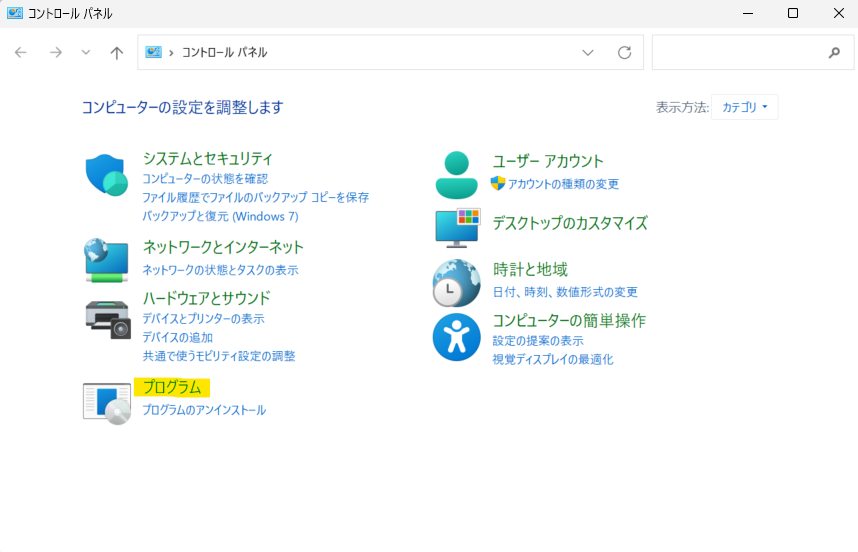 コントロール パネル
コントロール パネル
コンピューターの設定を調整します
表示方法: カテゴリ
システムとセキュリティ
コンピューターの状態を確認
ファイル履歴でファイルのバックアップ コピーを保存
バックアップと復元 (Windows 7)
ネットワークとインターネット
ネットワークの状態とタスクの表示
ハードウェアとサウンド
デバイスとプリンターの表示
デバイスの追加
共通で使うモビリティ設定の調整
プログラム
プログラムのアンインストール
ユーザー アカウント
アカウントの種類の変更
デスクトップのカスタマイズ
時計と地域
日付、時刻、数値形式の変更
コンピューターの簡単操作
設定の提案の表示
視覚ディスプレイの最適化